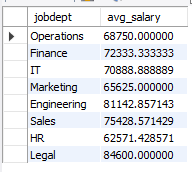 jobdept avg_salary
Operations 68750.000000
Finance 72333.333333
IT 70888.888889
Marketing 65625.000000
Engineering 81142.857143
Sales 75428.571429
HR 62571.428571
Legal 84600.000000